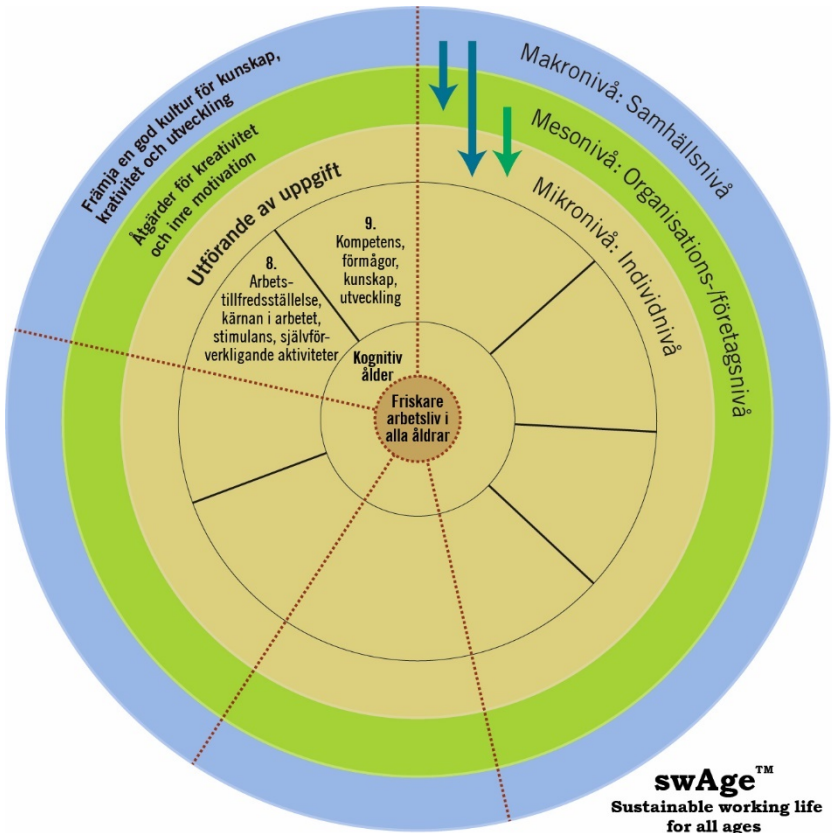 Främja en god kultur för kunskap,
krativitet och utveckling
Åtgärder för kreativitet
och inre motivation
Utförande av uppgift
Makronivå: Samhällsnivå
Mesonivå: Organisations-/företagsnivå
Mikronivå: Individnivå
8.
Arbets-
tillfredsställelse,
kärnan i arbetet,
stimulans, självför-
verkligande aktiviteter
9.
Kompetens,
förmågor,
kunskap,
utveckling
Kognitiv
ålder
Friskare
arbetsliv i
alla åldrar
swAge™
Sustainable working life
for all ages